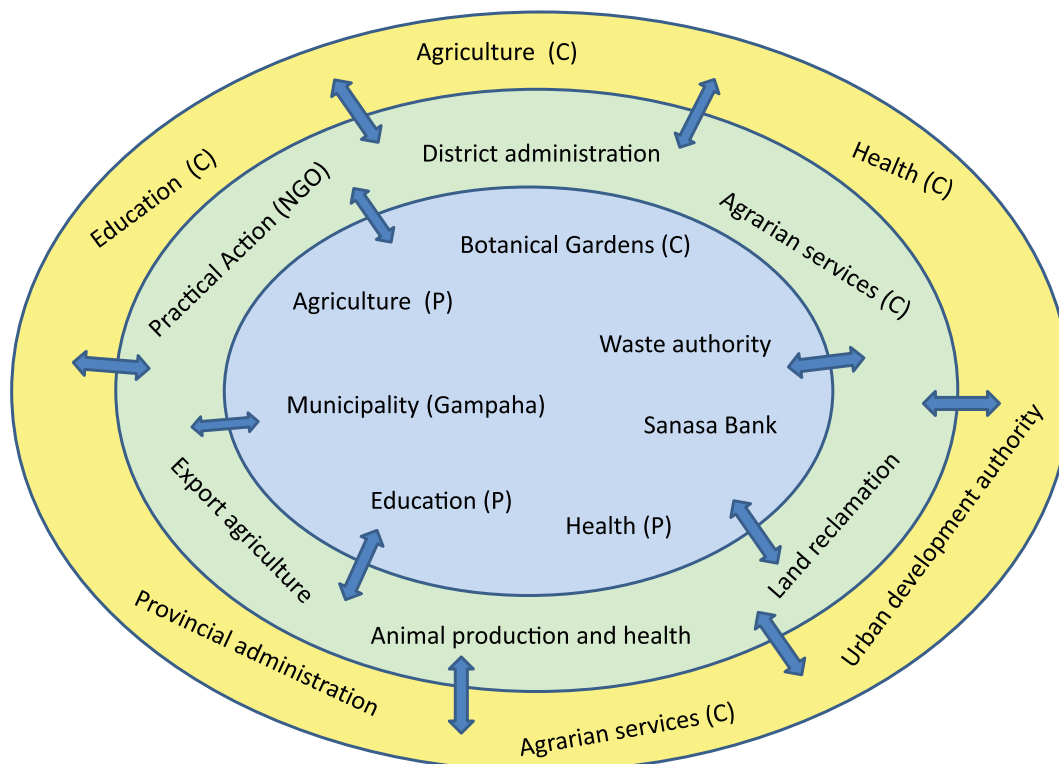 Agriculture (C)
Health (C)
Education (C)
District administration
Practical Action (NGO)
Agrarian services (C)
Botanical Gardens (C)
Agriculture (P)
Waste authority
Municipality (Gampaha)
Sanasa Bank
Education (P)
Health (P)
Export agriculture
Land reclamation
Urban development authority
Animal production and health
Provincial administration
Agrarian services (C)